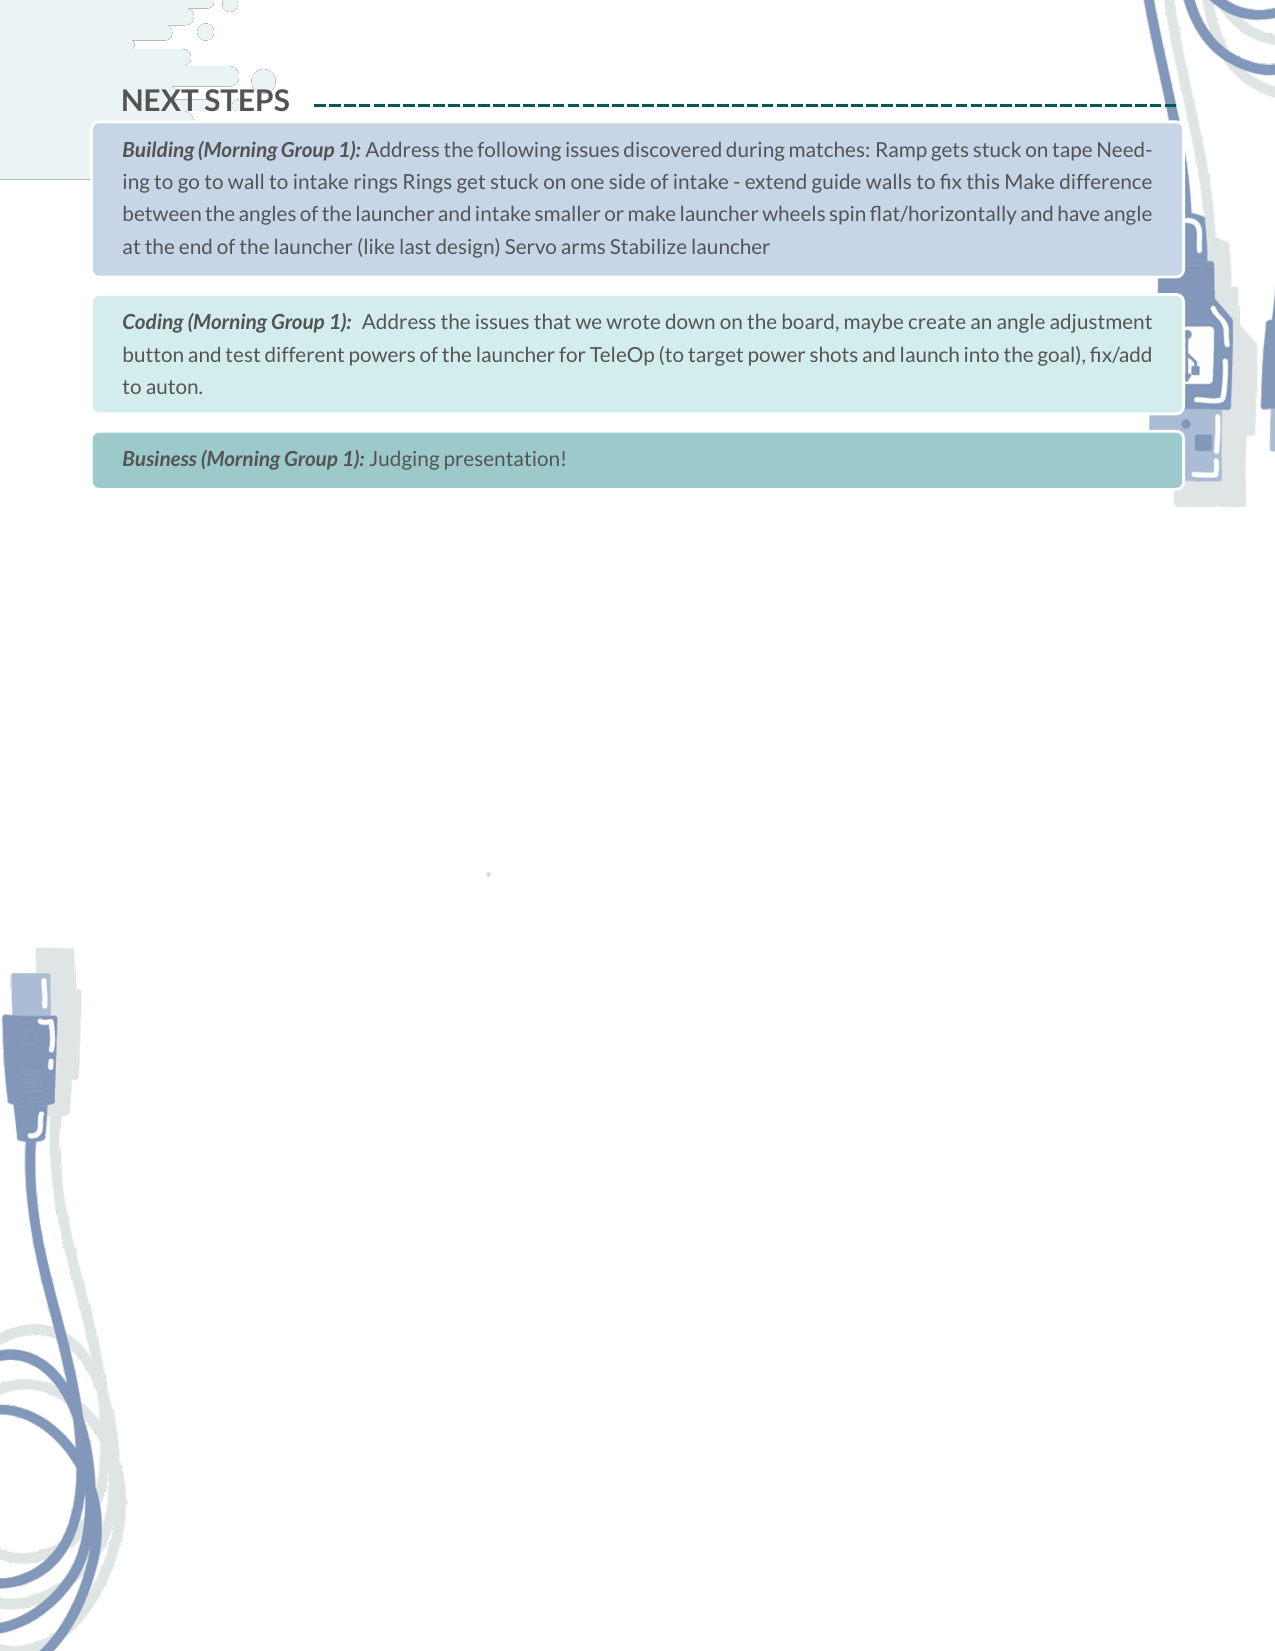 NEXT STEPS
Building (Morning Group 1): Address the following issues discovered during matches: Ramp gets stuck on tape Need-
ing to go to wall to intake rings Rings get stuck on one side of intake - extend guide walls to fix this Make difference
between the angles of the launcher and intake smaller or make launcher wheels spin flat/horizontally and have angle
at the end of the launcher (like last design) Servo arms Stabilize launcher
Coding (Morning Group 1): Address the issues that we wrote down on the board, maybe create an angle adjustment
button and test different powers of the launcher for TeleOp (to target power shots and launch into the goal), fix/add
to auton.
Business (Morning Group 1): Judging presentation!